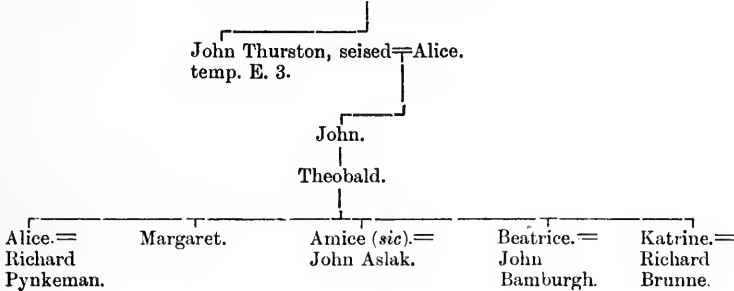 John Thurston, seised=Alice.
temp. E. 3.
John.
Theobald.
Alice.= Margaret. Amice (sic).= Beatrice.= Katrine.=
Richard John Aslak. John Richard
Pynkeman. Bamburgh. Brunne.